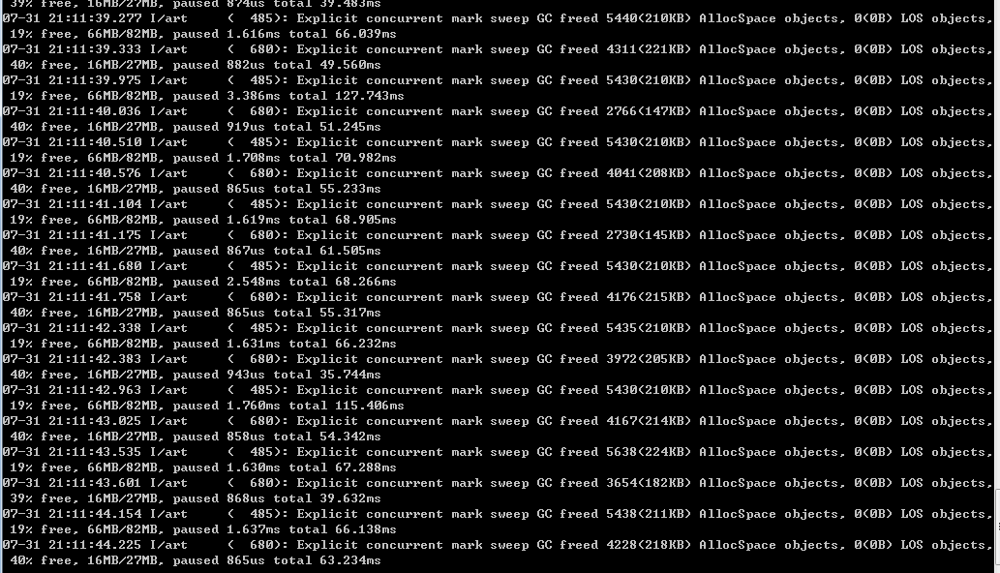 39% free, 16MB/27MB, paused 874us total 39.483ms
07-31 21:11:39.277 I/art     (  485): Explicit concurrent mark sweep GC freed 5440(210KB) AllocSpace objects, 0(0B) LOS objects,
19% free, 66MB/82MB, paused 1.616ms total 66.039ms
07-31 21:11:39.333 I/art     (  680): Explicit concurrent mark sweep GC freed 4311(221KB) AllocSpace objects, 0(0B) LOS objects,
40% free, 16MB/27MB, paused 882us total 49.560ms
07-31 21:11:39.975 I/art     (  485): Explicit concurrent mark sweep GC freed 5430(210KB) AllocSpace objects, 0(0B) LOS objects,
19% free, 66MB/82MB, paused 3.386ms total 127.743ms
07-31 21:11:40.036 I/art     (  680): Explicit concurrent mark sweep GC freed 2766(147KB) AllocSpace objects, 0(0B) LOS objects,
40% free, 16MB/27MB, paused 919us total 51.245ms
07-31 21:11:40.510 I/art     (  485): Explicit concurrent mark sweep GC freed 5430(210KB) AllocSpace objects, 0(0B) LOS objects,
19% free, 66MB/82MB, paused 1.708ms total 70.982ms
07-31 21:11:40.576 I/art     (  680): Explicit concurrent mark sweep GC freed 4041(208KB) AllocSpace objects, 0(0B) LOS objects,
40% free, 16MB/27MB, paused 865us total 55.233ms
07-31 21:11:41.104 I/art     (  485): Explicit concurrent mark sweep GC freed 5430(210KB) AllocSpace objects, 0(0B) LOS objects,
19% free, 66MB/82MB, paused 1.619ms total 68.905ms
07-31 21:11:41.175 I/art     (  680): Explicit concurrent mark sweep GC freed 2730(145KB) AllocSpace objects, 0(0B) LOS objects,
40% free, 16MB/27MB, paused 867us total 61.505ms
07-31 21:11:41.680 I/art     (  485): Explicit concurrent mark sweep GC freed 5430(210KB) AllocSpace objects, 0(0B) LOS objects,
19% free, 66MB/82MB, paused 2.548ms total 68.266ms
07-31 21:11:41.758 I/art     (  680): Explicit concurrent mark sweep GC freed 4176(215KB) AllocSpace objects, 0(0B) LOS objects,
40% free, 16MB/27MB, paused 865us total 55.317ms
07-31 21:11:42.338 I/art     (  485): Explicit concurrent mark sweep GC freed 5435(210KB) AllocSpace objects, 0(0B) LOS objects,
19% free, 66MB/82MB, paused 1.631ms total 66.232ms
07-31 21:11:42.383 I/art     (  680): Explicit concurrent mark sweep GC freed 3972(205KB) AllocSpace objects, 0(0B) LOS objects,
40% free, 16MB/27MB, paused 943us total 35.744ms
07-31 21:11:42.963 I/art     (  485): Explicit concurrent mark sweep GC freed 5430(210KB) AllocSpace objects, 0(0B) LOS objects,
19% free, 66MB/82MB, paused 1.760ms total 115.406ms
07-31 21:11:43.025 I/art     (  680): Explicit concurrent mark sweep GC freed 4167(214KB) AllocSpace objects, 0(0B) LOS objects,
40% free, 16MB/27MB, paused 858us total 54.342ms
07-31 21:11:43.535 I/art     (  485): Explicit concurrent mark sweep GC freed 5638(224KB) AllocSpace objects, 0(0B) LOS objects,
19% free, 66MB/82MB, paused 1.630ms total 67.288ms
07-31 21:11:43.601 I/art     (  680): Explicit concurrent mark sweep GC freed 3654(182KB) AllocSpace objects, 0(0B) LOS objects,
39% free, 16MB/27MB, paused 868us total 39.632ms
07-31 21:11:44.154 I/art     (  485): Explicit concurrent mark sweep GC freed 5438(211KB) AllocSpace objects, 0(0B) LOS objects,
19% free, 66MB/82MB, paused 1.637ms total 66.138ms
07-31 21:11:44.225 I/art     (  680): Explicit concurrent mark sweep GC freed 4228(218KB) AllocSpace objects, 0(0B) LOS objects,
40% free, 16MB/27MB, paused 865us total 63.234ms